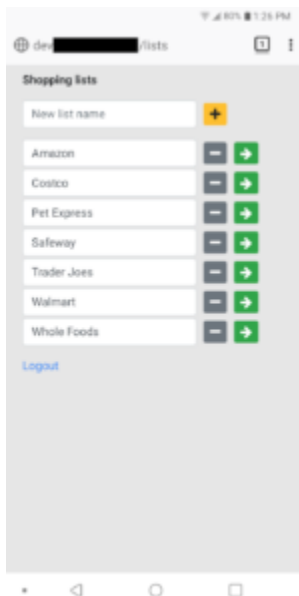 80% 1:26 PM
dev /lists 1
Shopping lists
New list name
Amazon
Costco
Pet Express
Safeway
Trader Joes
Walmart
Whole Foods
Logout